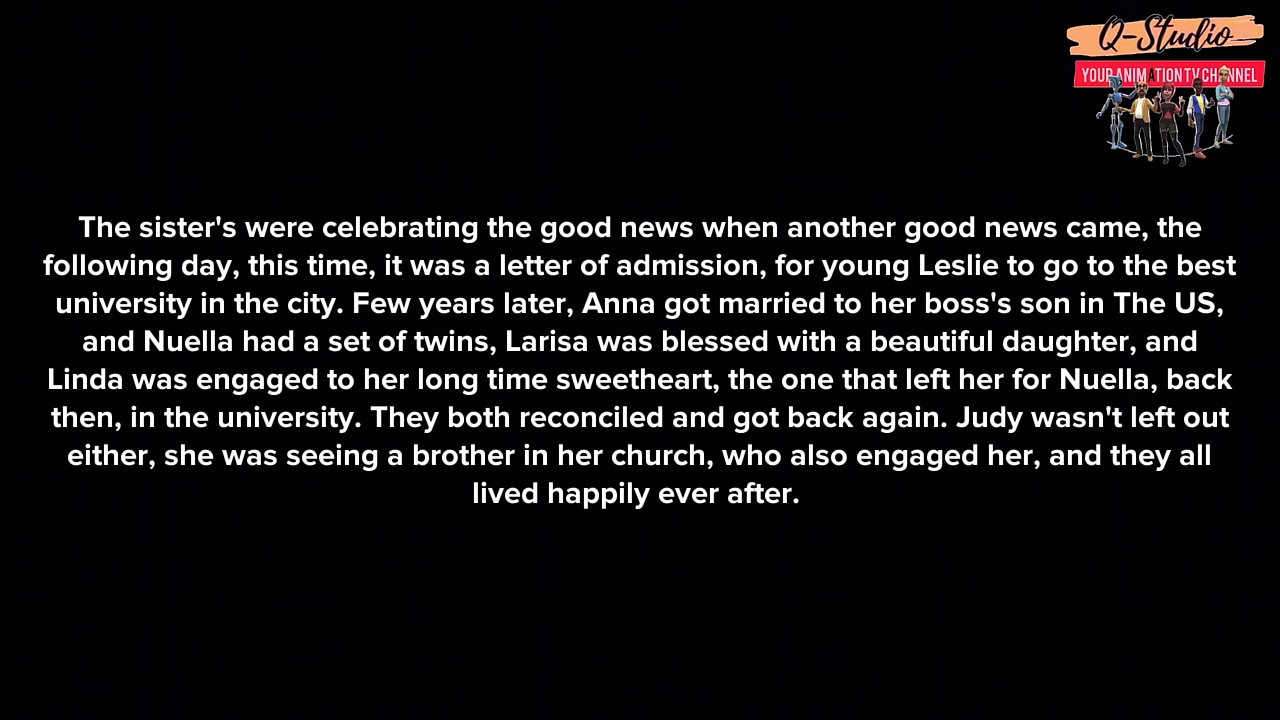 Q-Studio
YOUR ANIMATION TV CHANNEL
The sister's were celebrating the good news when another good news came, the
following day, this time, it was a letter of admission, for young Leslie to go to the best
university in the city. Few years later, Anna got married to her boss's son in The US,
and Nuella had a set of twins, Larisa was blessed with a beautiful daughter, and
Linda was engaged to her long time sweetheart, the one that left her for Nuella, back
then, in the university. They both reconciled and got back again. Judy wasn't left out
either, she was seeing a brother in her church, who also engaged her, and they all
lived happily ever after.